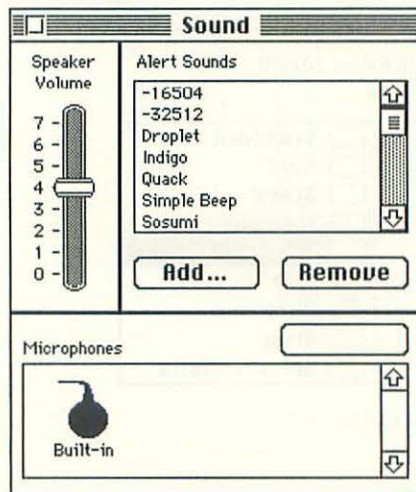 Sound
Speaker
Volume
7 -
6 -
5 -
4 -
3 -
2 -
1 -
0 -
Alert Sounds
-16504
-32512
Droplet
Indigo
Quack
Simple Beep
Sosumi
Add...
Remove
Microphones
Built-in